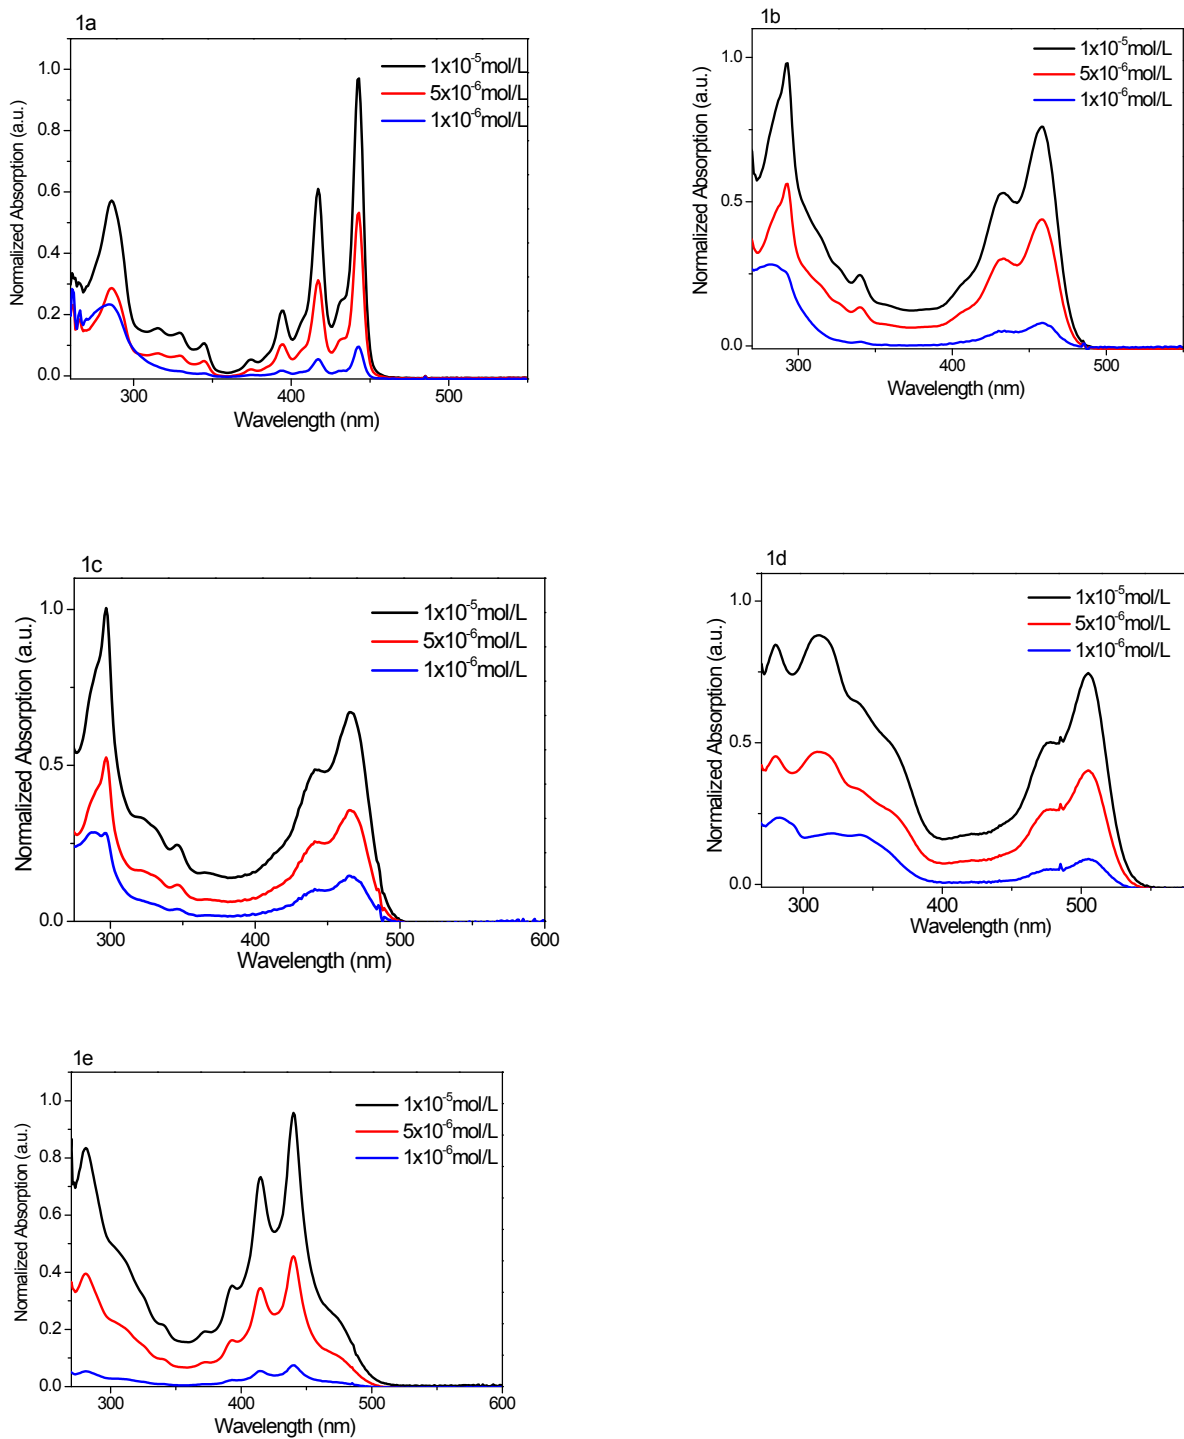 1a
1x10⁻⁵mol/L
5x10⁻⁶mol/L
1x10⁻⁶mol/L
Normalized Absorption (a.u.)
1.0
0.8
0.6
0.4
0.2
0.0
300
400
500
Wavelength (nm)
1b
1x10⁻⁵mol/L
5x10⁻⁶mol/L
1x10⁻⁶mol/L
Normalized Absorption (a.u.)
1.0
0.5
0.0
300
400
500
Wavelength (nm)
1c
1x10⁻⁵mol/L
5x10⁻⁶mol/L
1x10⁻⁶mol/L
Normalized Absorption (a.u.)
1.0
0.5
0.0
300
400
500
600
Wavelength (nm)
1d
1x10⁻⁵mol/L
5x10⁻⁶mol/L
1x10⁻⁶mol/L
Normalized Absorption (a.u.)
1.0
0.5
0.0
300
400
500
Wavelength (nm)
1e
1x10⁻⁵mol/L
5x10⁻⁶mol/L
1x10⁻⁶mol/L
Normalized Absorption (a.u.)
1.0
0.8
0.6
0.4
0.2
0.0
300
400
500
600
Wavelength (nm)